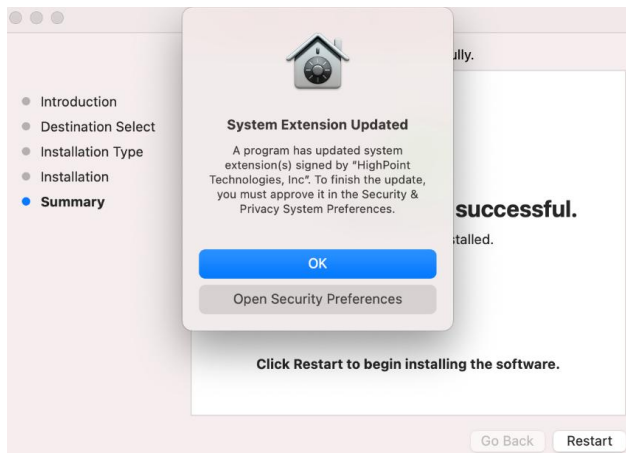 ully.
Introduction
Destination Select
Installation Type
Installation
Summary
System Extension Updated
A program has updated system
extension(s) signed by "HighPoint
Technologies, Inc". To finish the update,
you must approve it in the Security &
Privacy System Preferences.
OK
Open Security Preferences
successful.
stalled.
Click Restart to begin installing the software.
Go Back
Restart